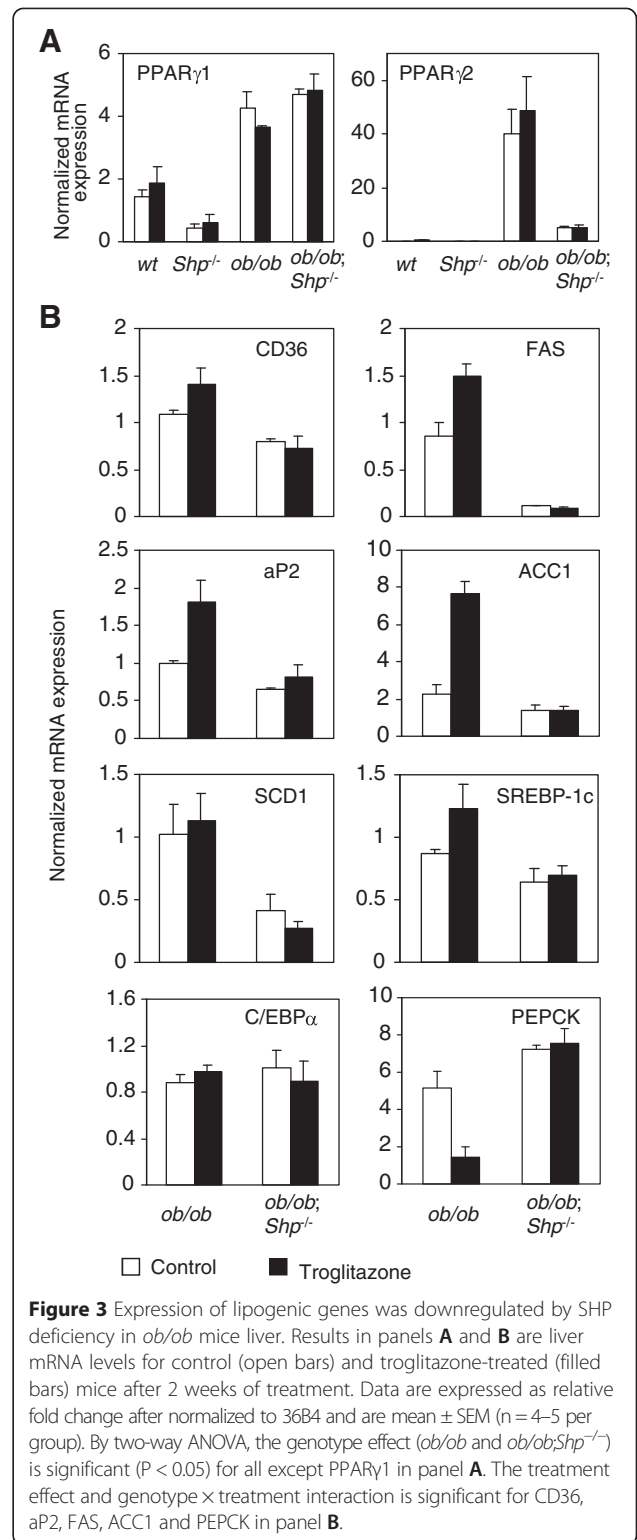 A
Normalized mRNA expression
PPARγ1
6
4
2
0
wt Shp-/- ob/ob ob/ob; Shp-/-
PPARγ2
60
40
20
0
wt Shp-/- ob/ob ob/ob; Shp-/-
B
Normalized mRNA expression
CD36
2
1.5
1
0.5
0
FAS
2
1.5
1
0.5
0
aP2
2.5
2
1.5
1
0.5
0
ACC1
10
8
6
4
2
0
SCD1
1.5
1
0.5
0
SREBP-1c
1.5
1
0.5
0
C/EBPα
1.6
1.2
0.8
0.4
0
ob/ob ob/ob; Shp-/-
PEPCK
10
8
6
4
2
0
ob/ob ob/ob; Shp-/-
Control Troglitazone
Figure 3 Expression of lipogenic genes was downregulated by SHP
deficiency in ob/ob mice liver. Results in panels A and B are liver
mRNA levels for control (open bars) and troglitazone-treated (filled
bars) mice after 2 weeks of treatment. Data are expressed as relative
fold change after normalized to 36B4 and are mean ± SEM (n = 4–5 per
group). By two-way ANOVA, the genotype effect (ob/ob and ob/ob;Shp−/−)
is significant (P < 0.05) for all except PPARγ1 in panel A. The treatment
effect and genotype × treatment interaction is significant for CD36,
aP2, FAS, ACC1 and PEPCK in panel B.